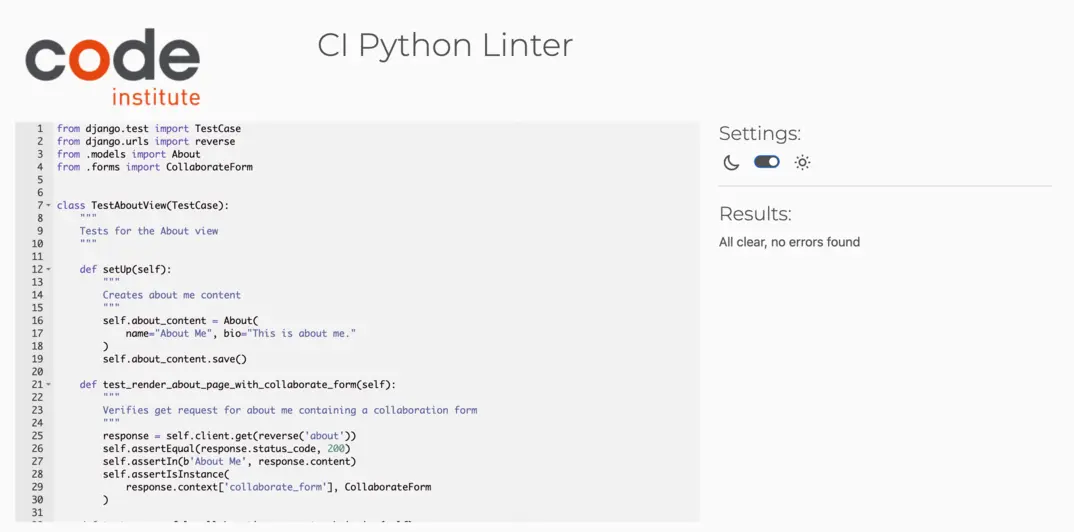 code
institute
CI Python Linter
1 from django.test import TestCase
2 from django.urls import reverse
3 from .models import About
4 from .forms import CollaborateForm
5
6
7 class TestAboutView(TestCase):
8     """
9     Tests for the About view
10     """
11
12     def setUp(self):
13         """
14         Creates about me content
15         """
16         self.about_content = About(
17             name="About Me", bio="This is about me."
18         )
19         self.about_content.save()
20
21     def test_render_about_page_with_collaborate_form(self):
22         """
23         Verifies get request for about me containing a collaboration form
24         """
25         response = self.client.get(reverse('about'))
26         self.assertEqual(response.status_code, 200)
27         self.assertIn(b'About Me', response.content)
28         self.assertIsInstance(
29             response.context['collaborate_form'], CollaborateForm
30         )
31
Settings:
Results:
All clear, no errors found